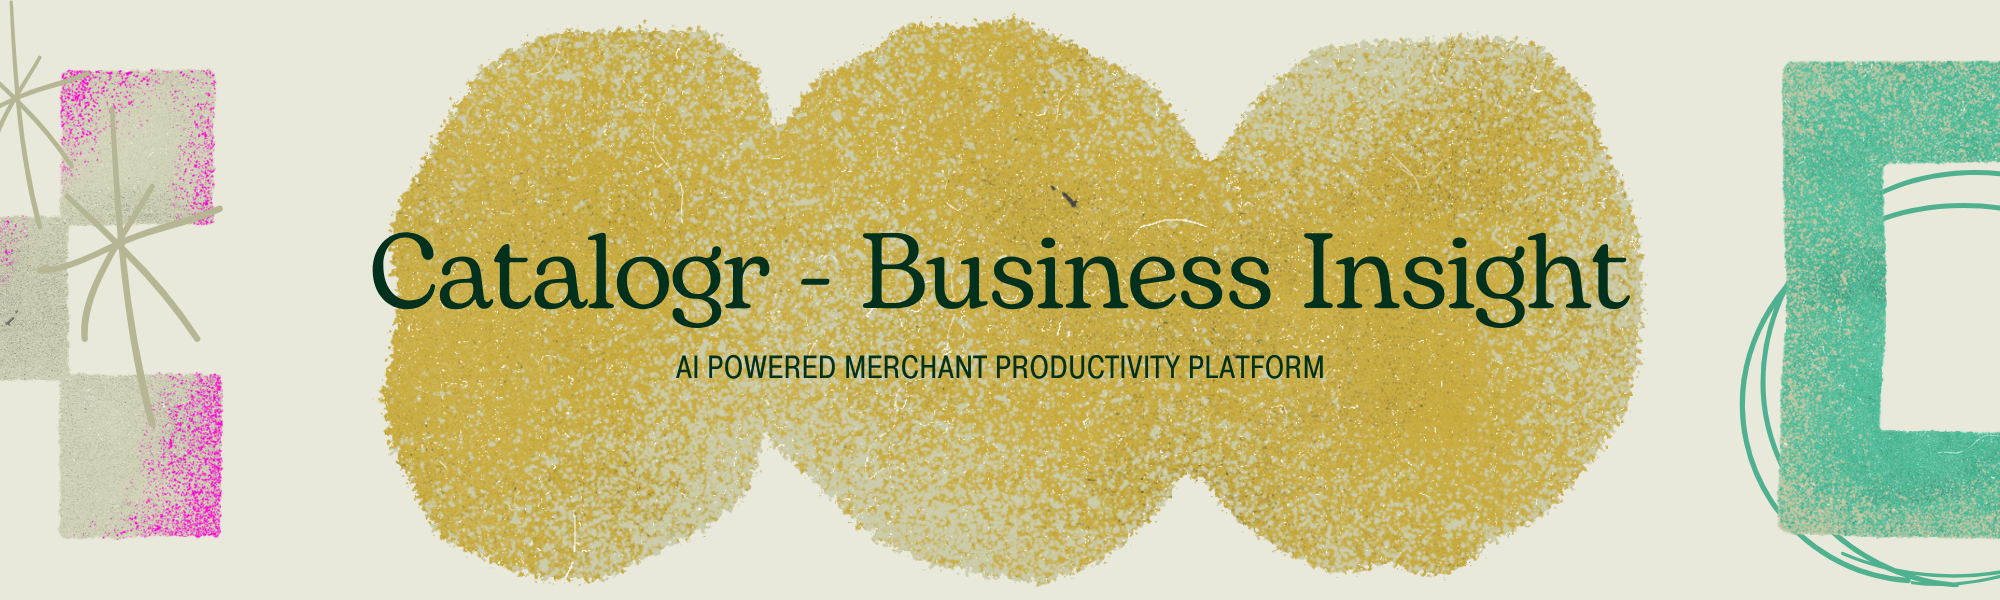 Catalogr - Business Insight
AI POWERED MERCHANT PRODUCTIVITY PLATFORM